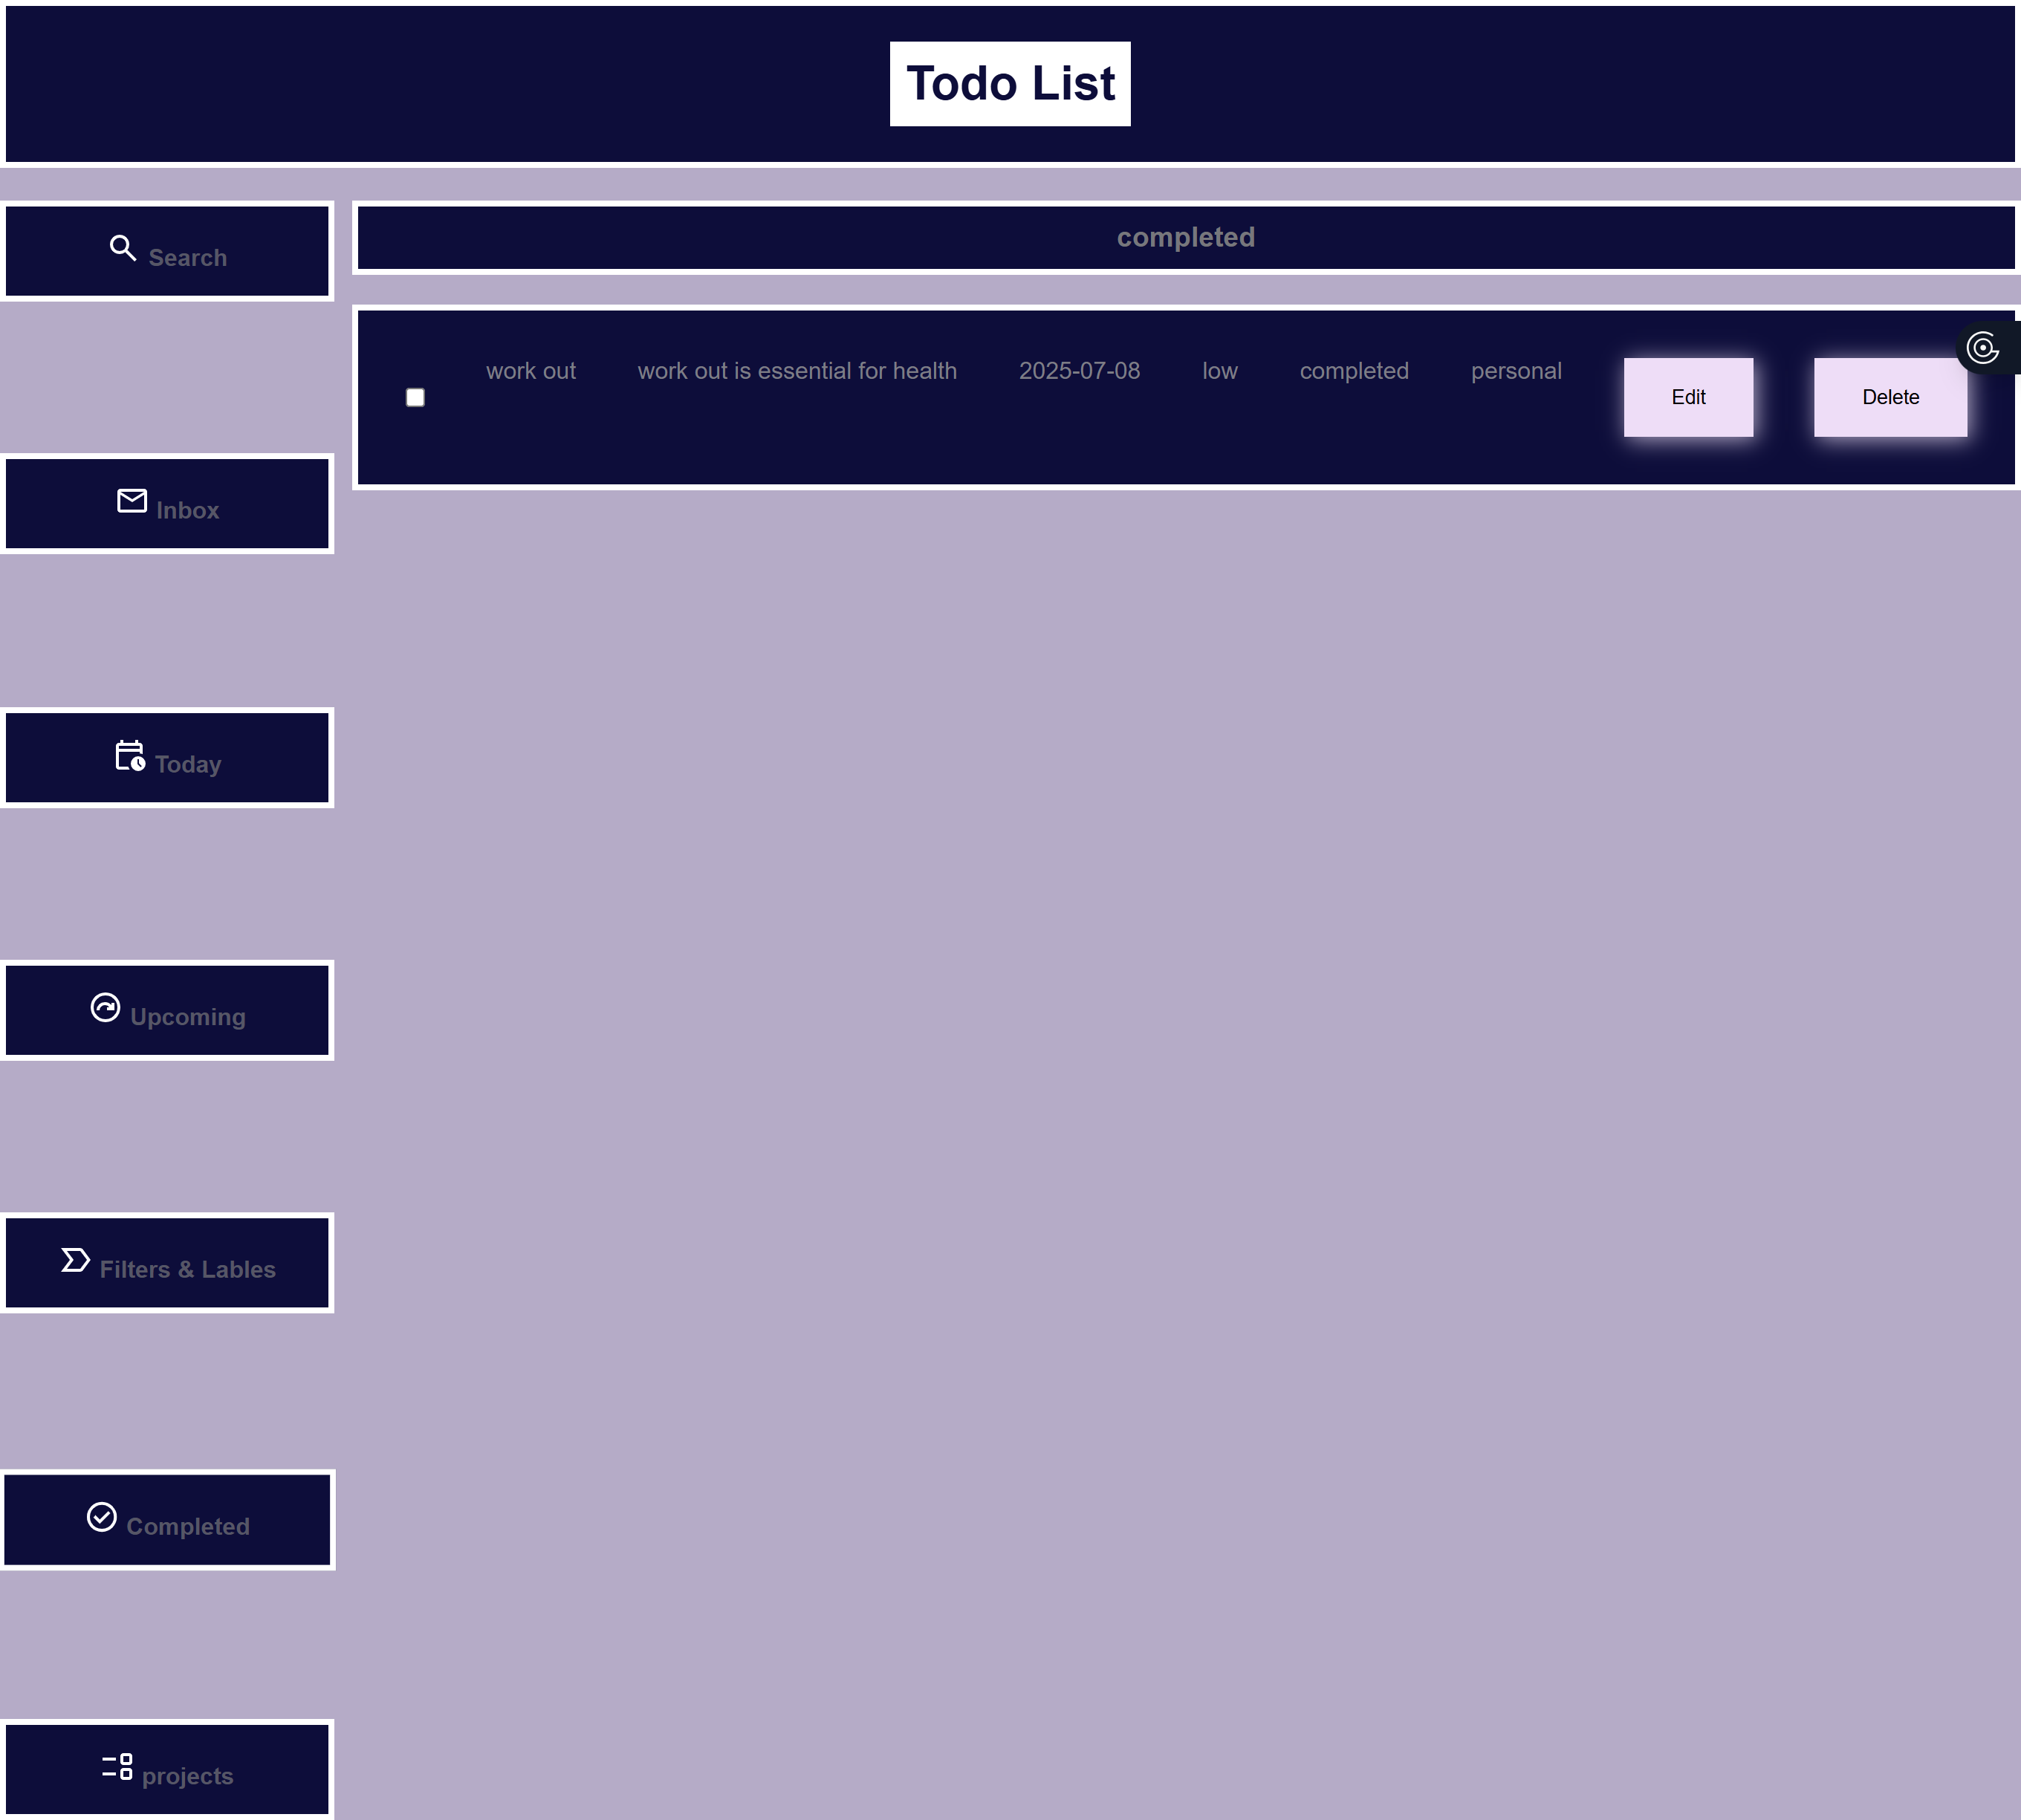 Todo List
Search
completed
work out work out is essential for health 2025-07-08 low completed personal Edit Delete
Inbox
Today
Upcoming
Filters & Lables
Completed
projects